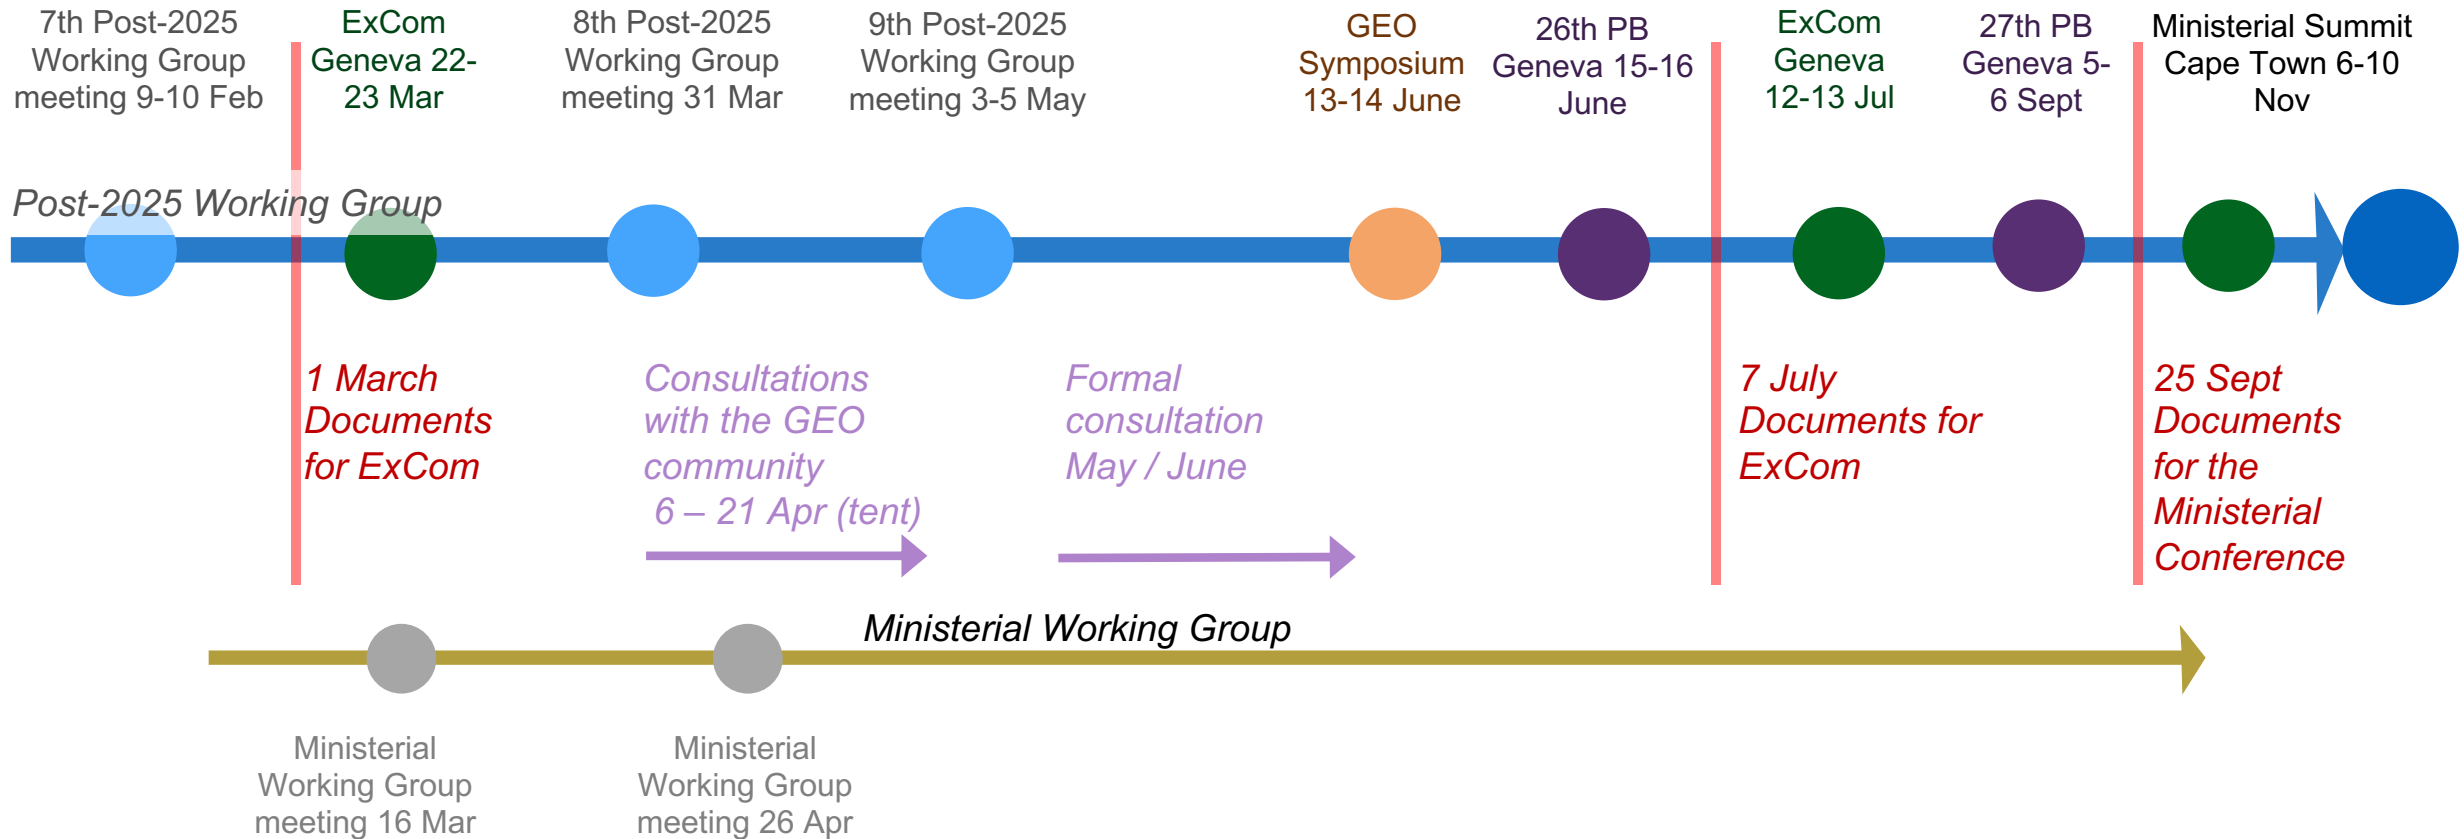 7th Post-2025
Working Group
meeting 9-10 Feb
ExCom
Geneva 22-
23 Mar
8th Post-2025
Working Group
meeting 31 Mar
9th Post-2025
Working Group
meeting 3-5 May
GEO
Symposium
13-14 June
26th PB
Geneva 15-16
June
ExCom
Geneva
12-13 Jul
27th PB
Geneva 5-
6 Sept
Ministerial Summit
Cape Town 6-10
Nov
Post-2025 Working Group
1 March
Documents
for ExCom
Consultations
with the GEO
community
6 – 21 Apr (tent)
Formal
consultation
May / June
7 July
Documents for
ExCom
25 Sept
Documents
for the
Ministerial
Conference
Ministerial Working Group
Ministerial
Working Group
meeting 16 Mar
Ministerial
Working Group
meeting 26 Apr